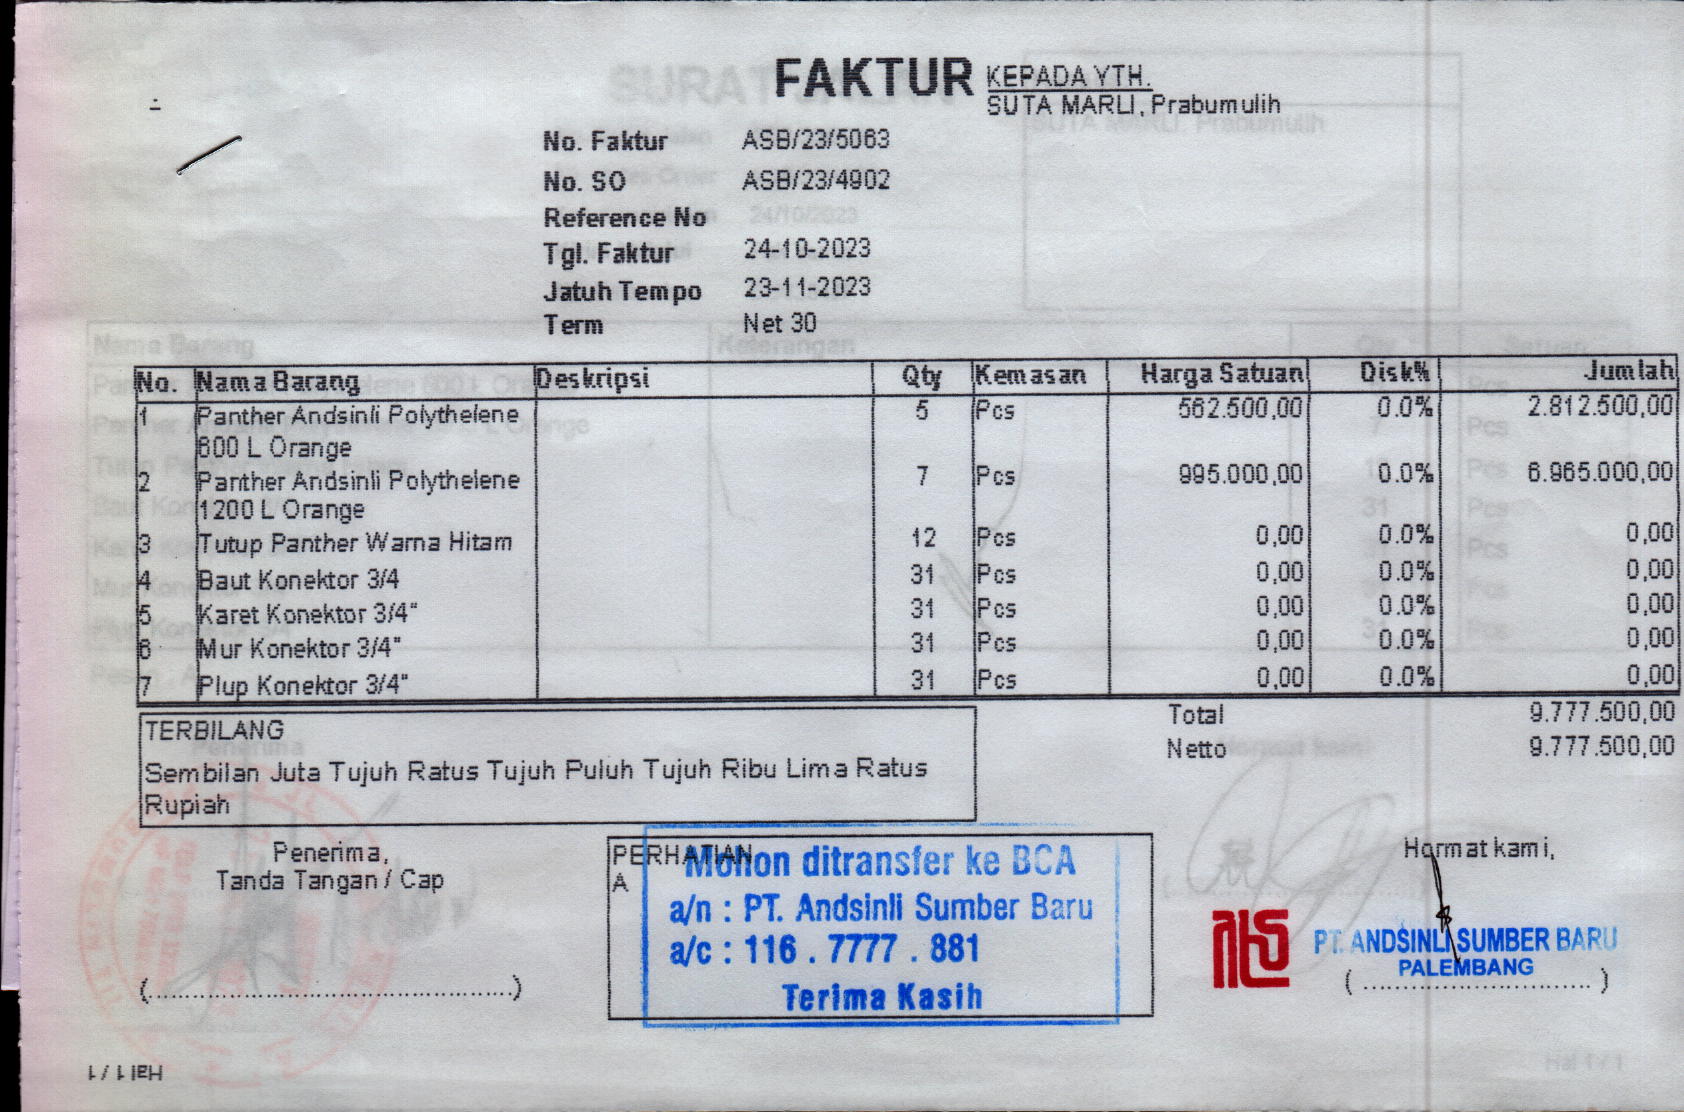 FAKTUR
KEPADA YTH.
SUTA MARLI, Prabumulih
No. Faktur ASB/23/5063
No. SO ASB/23/4902
Reference No
Tgl. Faktur 24-10-2023
Jatuh Tempo 23-11-2023
Term Net 30
No. Nama Barang Deskripsi Qty Kemasan Harga Satuan Disk% Jumlah
1 Panther Andsinli Polythelene 5 Pcs 562.500,00 0.0% 2.812.500,00
600 L Orange
2 Panther Andsinli Polythelene 7 Pcs 995.000,00 0.0% 6.965.000,00
1200 L Orange
3 Tutup Panther Warna Hitam 12 Pcs 0,00 0.0% 0,00
4 Baut Konektor 3/4 31 Pcs 0,00 0.0% 0,00
5 Karet Konektor 3/4" 31 Pcs 0,00 0.0% 0,00
6 Mur Konektor 3/4" 31 Pcs 0,00 0.0% 0,00
7 Plup Konektor 3/4" 31 Pcs 0,00 0.0% 0,00
Total 9.777.500,00
Netto 9.777.500,00
TERBILANG
Sembilan Juta Tujuh Ratus Tujuh Puluh Tujuh Ribu Lima Ratus
Rupiah
Penerima,
Tanda Tangan / Cap
PERHATIAN
A
Mohon ditransfer ke BCA
a/n : PT. Andsinli Sumber Baru
a/c : 116 . 7777 . 881
Terima Kasih
Hormat kami,
PT. ANDSINLI SUMBER BARU
PALEMBANG
Hal 1 / 1